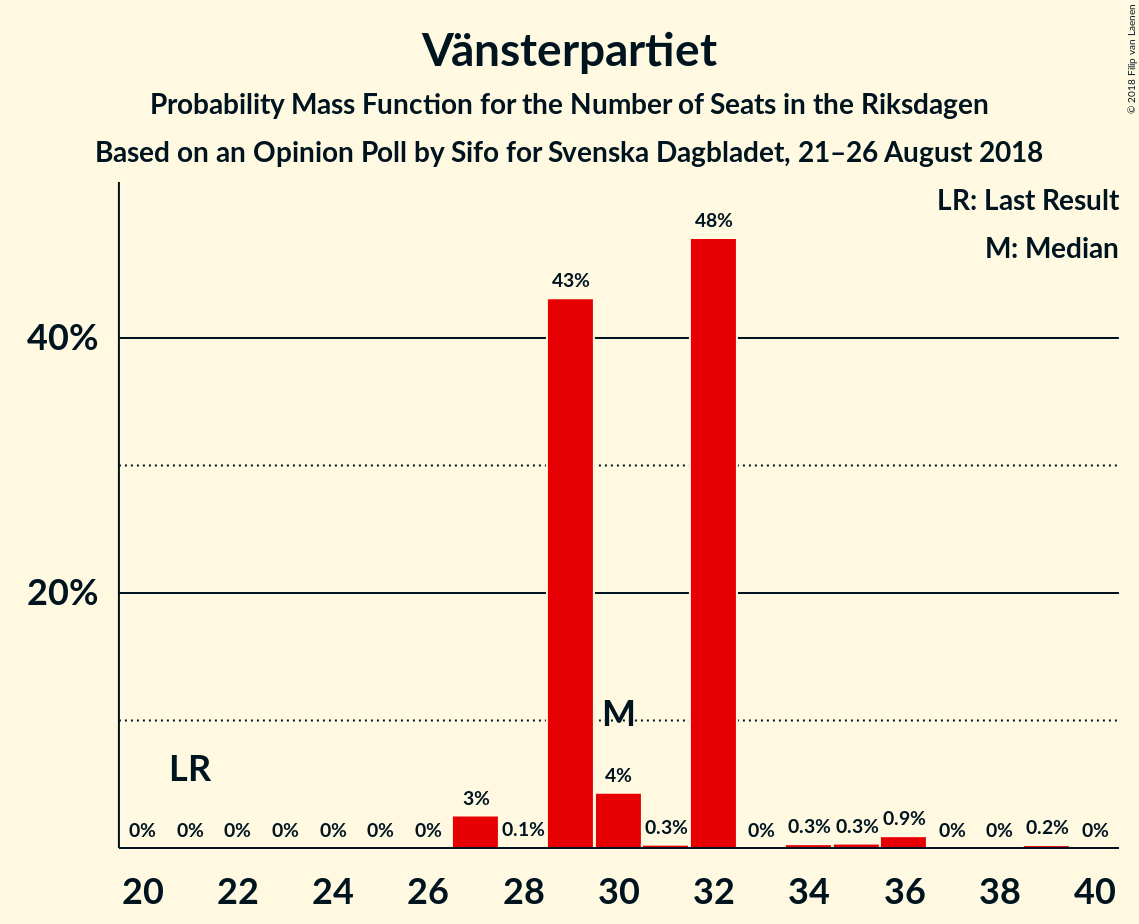 Vänsterpartiet
Probability Mass Function for the Number of Seats in the Riksdagen
Based on an Opinion Poll by Sifo for Svenska Dagbladet, 21–26 August 2018
© 2018 Filip van Laenen
LR: Last Result
M: Median
40%
20%
0% 0% 0% 0% 0% 0% 0% 3% 0.1% 43% 4% 0.3% 48% 0% 0.3% 0.3% 0.9% 0% 0% 0.2% 0%
LR
M
20 22 24 26 28 30 32 34 36 38 40